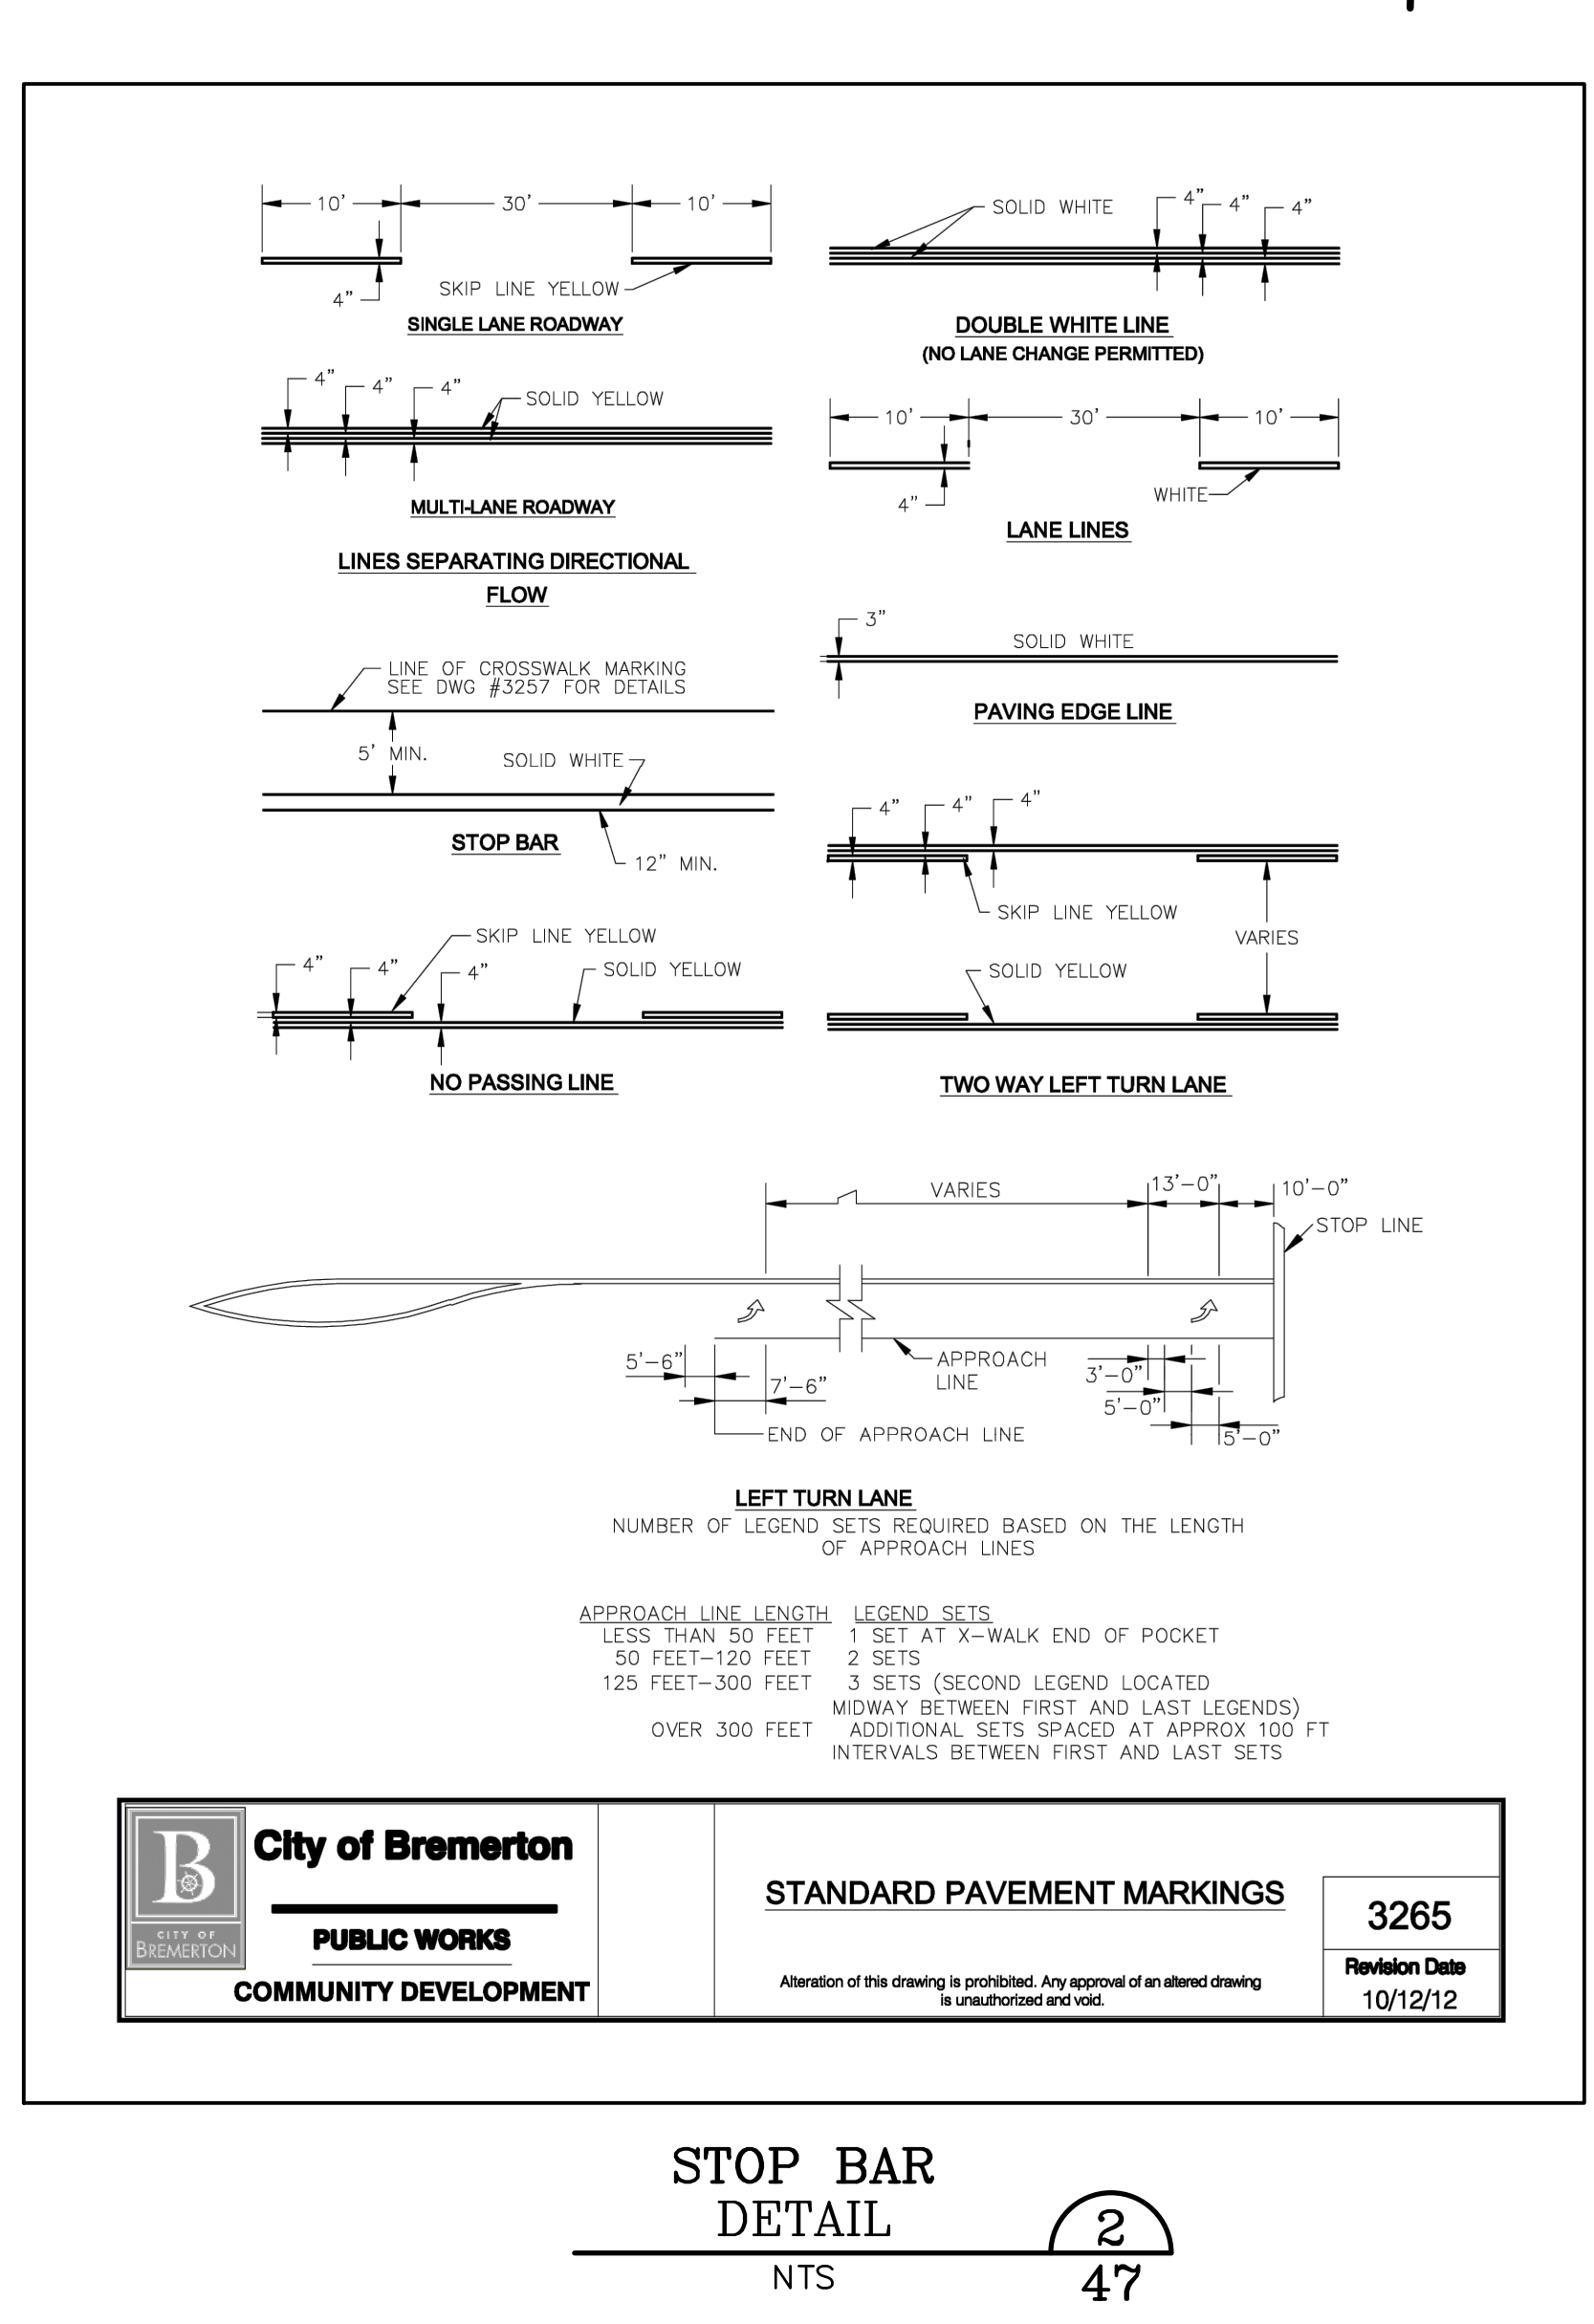 10' 30' 10'
4"
SKIP LINE YELLOW
SINGLE LANE ROADWAY
SOLID WHITE
4" 4" 4"
DOUBLE WHITE LINE
(NO LANE CHANGE PERMITTED)
4" 4" 4"
SOLID YELLOW
MULTI-LANE ROADWAY
LINES SEPARATING DIRECTIONAL
FLOW
10' 30' 10'
4"
WHITE
LANE LINES
3"
SOLID WHITE
PAVING EDGE LINE
LINE OF CROSSWALK MARKING
SEE DWG #3257 FOR DETAILS
5' MIN.
SOLID WHITE
STOP BAR
12" MIN.
4" 4" 4"
SKIP LINE YELLOW
VARIES
SOLID YELLOW
TWO WAY LEFT TURN LANE
SKIP LINE YELLOW
4" 4" 4"
SOLID YELLOW
NO PASSING LINE
VARIES
13'-0"
10'-0"
STOP LINE
5'-6"
7'-6"
APPROACH
LINE
3'-0"
5'-0"
5'-0"
END OF APPROACH LINE
LEFT TURN LANE
NUMBER OF LEGEND SETS REQUIRED BASED ON THE LENGTH
OF APPROACH LINES
APPROACH LINE LENGTH LEGEND SETS
LESS THAN 50 FEET 1 SET AT X-WALK END OF POCKET
50 FEET-120 FEET 2 SETS
125 FEET-300 FEET 3 SETS (SECOND LEGEND LOCATED
MIDWAY BETWEEN FIRST AND LAST LEGENDS)
OVER 300 FEET ADDITIONAL SETS SPACED AT APPROX 100 FT
INTERVALS BETWEEN FIRST AND LAST SETS
B
CITY OF
BREMERTON
City of Bremerton
PUBLIC WORKS
COMMUNITY DEVELOPMENT
STANDARD PAVEMENT MARKINGS
Alteration of this drawing is prohibited. Any approval of an altered drawing
is unauthorized and void.
3265
Revision Date
10/12/12
STOP BAR
DETAIL
NTS
2
47